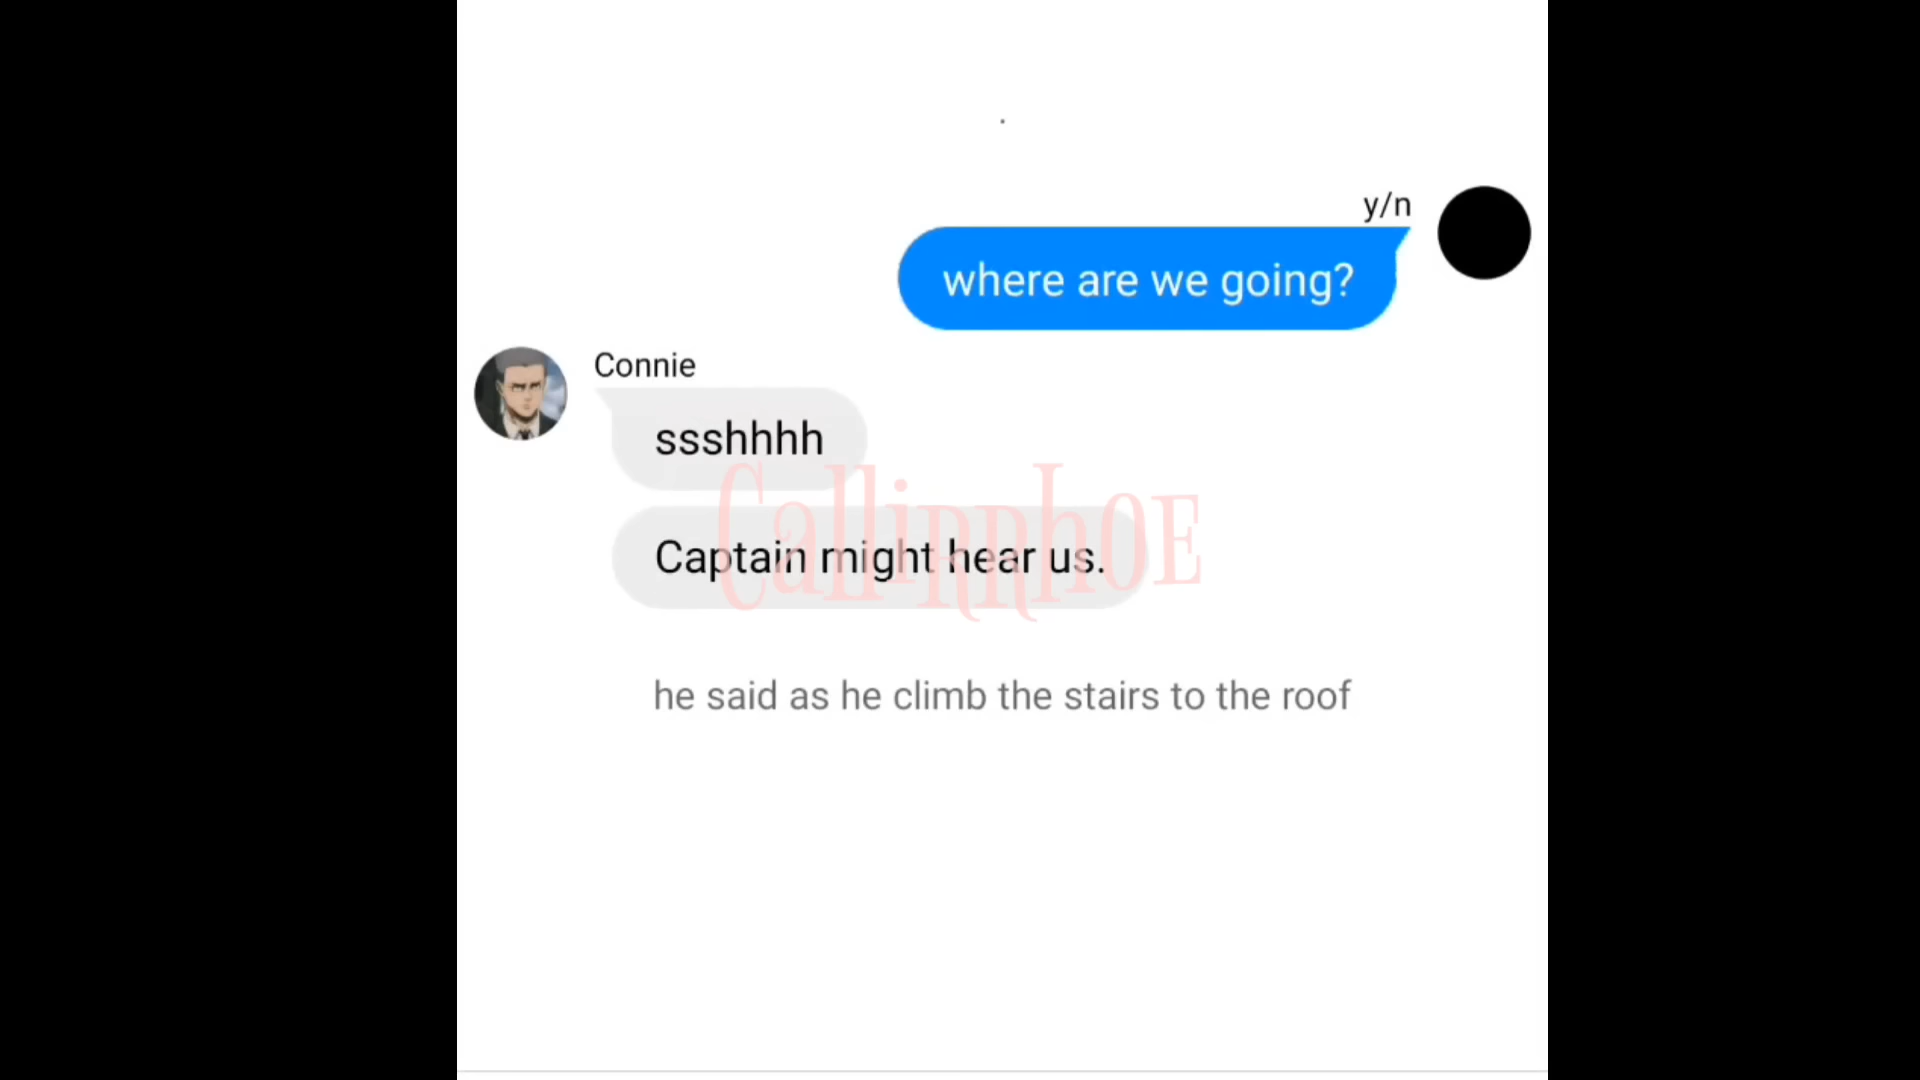 y/n
where are we going?
Connie
ssshhhh
Captain might hear us.
CallirrhOE
he said as he climb the stairs to the roof